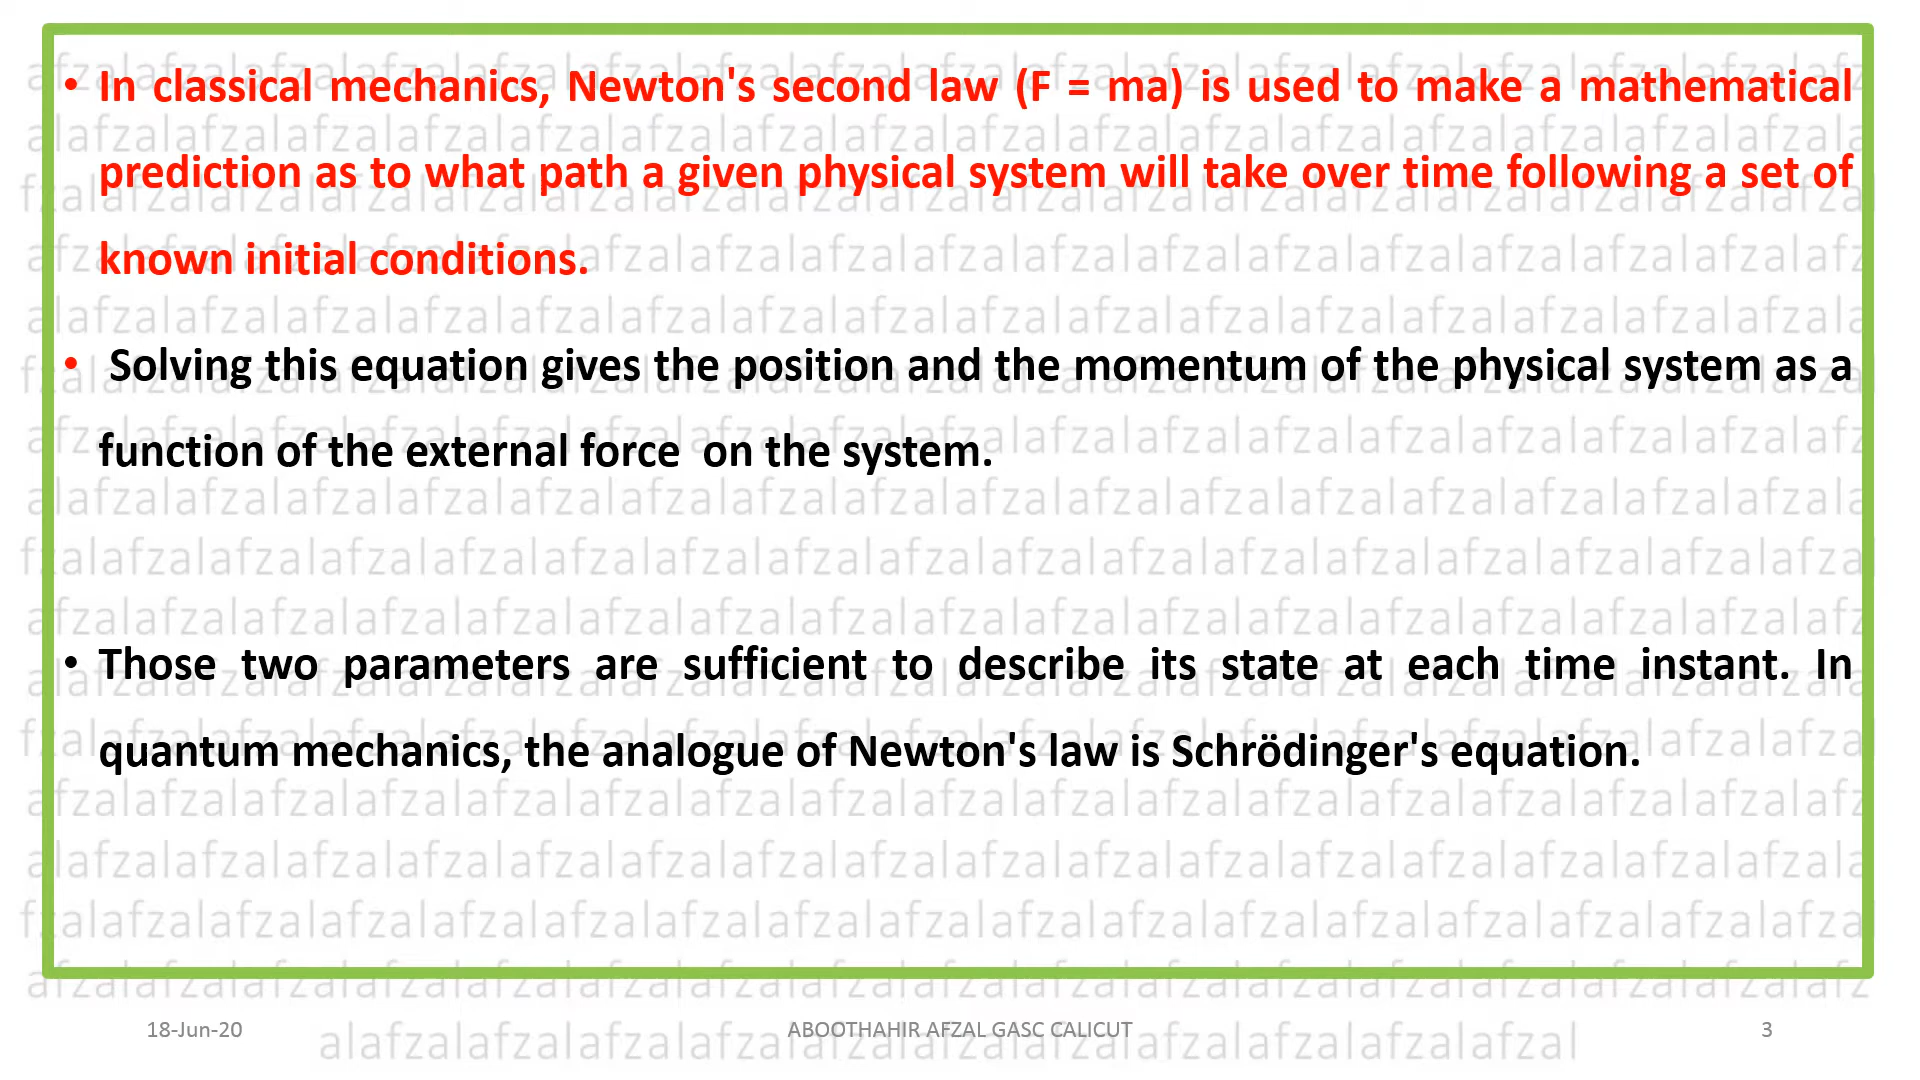 • In classical mechanics, Newton's second law (F = ma) is used to make a mathematical
prediction as to what path a given physical system will take over time following a set of
known initial conditions.
• Solving this equation gives the position and the momentum of the physical system as a
function of the external force on the system.
• Those two parameters are sufficient to describe its state at each time instant. In
quantum mechanics, the analogue of Newton's law is Schrödinger's equation.
18-Jun-20
ABOOTHAHIR AFZAL GASC CALICUT
3
alafzalafzalafzalafzalafzalafzalafzalafzalafzalafzalafzal